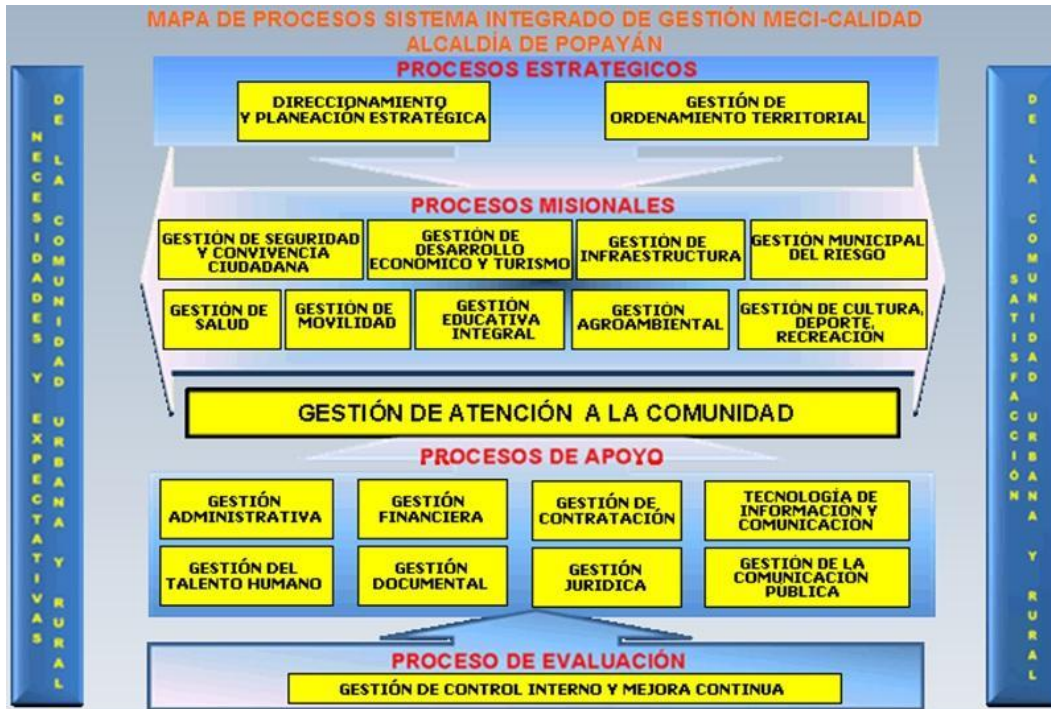 MAPA DE PROCESOS SISTEMA INTEGRADO DE GESTIÓN MECI-CALIDAD
ALCALDÍA DE POPAYÁN
NECESIDADES Y EXPECTATIVAS
DE LA COMUNIDAD URBANA Y RURAL
PROCESOS ESTRATEGICOS
DIRECCIONAMIENTO
Y PLANEACIÓN ESTRATÉGICA
GESTIÓN DE
ORDENAMIENTO TERRITORIAL
PROCESOS MISIONALES
GESTIÓN DE SEGURIDAD
Y CONVIVENCIA
CIUDADANA
GESTIÓN DE
DESARROLLO
ECONOMICO Y TURISMO
GESTIÓN DE
INFRAESTRUCTURA
GESTIÓN MUNICIPAL
DEL RIESGO
GESTIÓN DE
SALUD
GESTIÓN DE
MOVILIDAD
GESTIÓN
EDUCATIVA
INTEGRAL
GESTIÓN
AGROAMBIENTAL
GESTIÓN DE CULTURA,
DEPORTE,
RECREACIÓN
GESTIÓN DE ATENCIÓN A LA COMUNIDAD
PROCESOS DE APOYO
GESTIÓN
ADMINISTRATIVA
GESTIÓN
FINANCIERA
GESTIÓN DE
CONTRATACIÓN
TECNOLOGÍA DE
INFORMACIÓN Y
COMUNICACIÓN
GESTIÓN DEL
TALENTO HUMANO
GESTIÓN
DOCUMENTAL
GESTIÓN
JURIDICA
GESTIÓN DE LA
COMUNICACIÓN
PÚBLICA
PROCESO DE EVALUACIÓN
GESTIÓN DE CONTROL INTERNO Y MEJORA CONTINUA
SATISFACCIÓN
DE LA COMUNIDAD URBANA Y RURAL